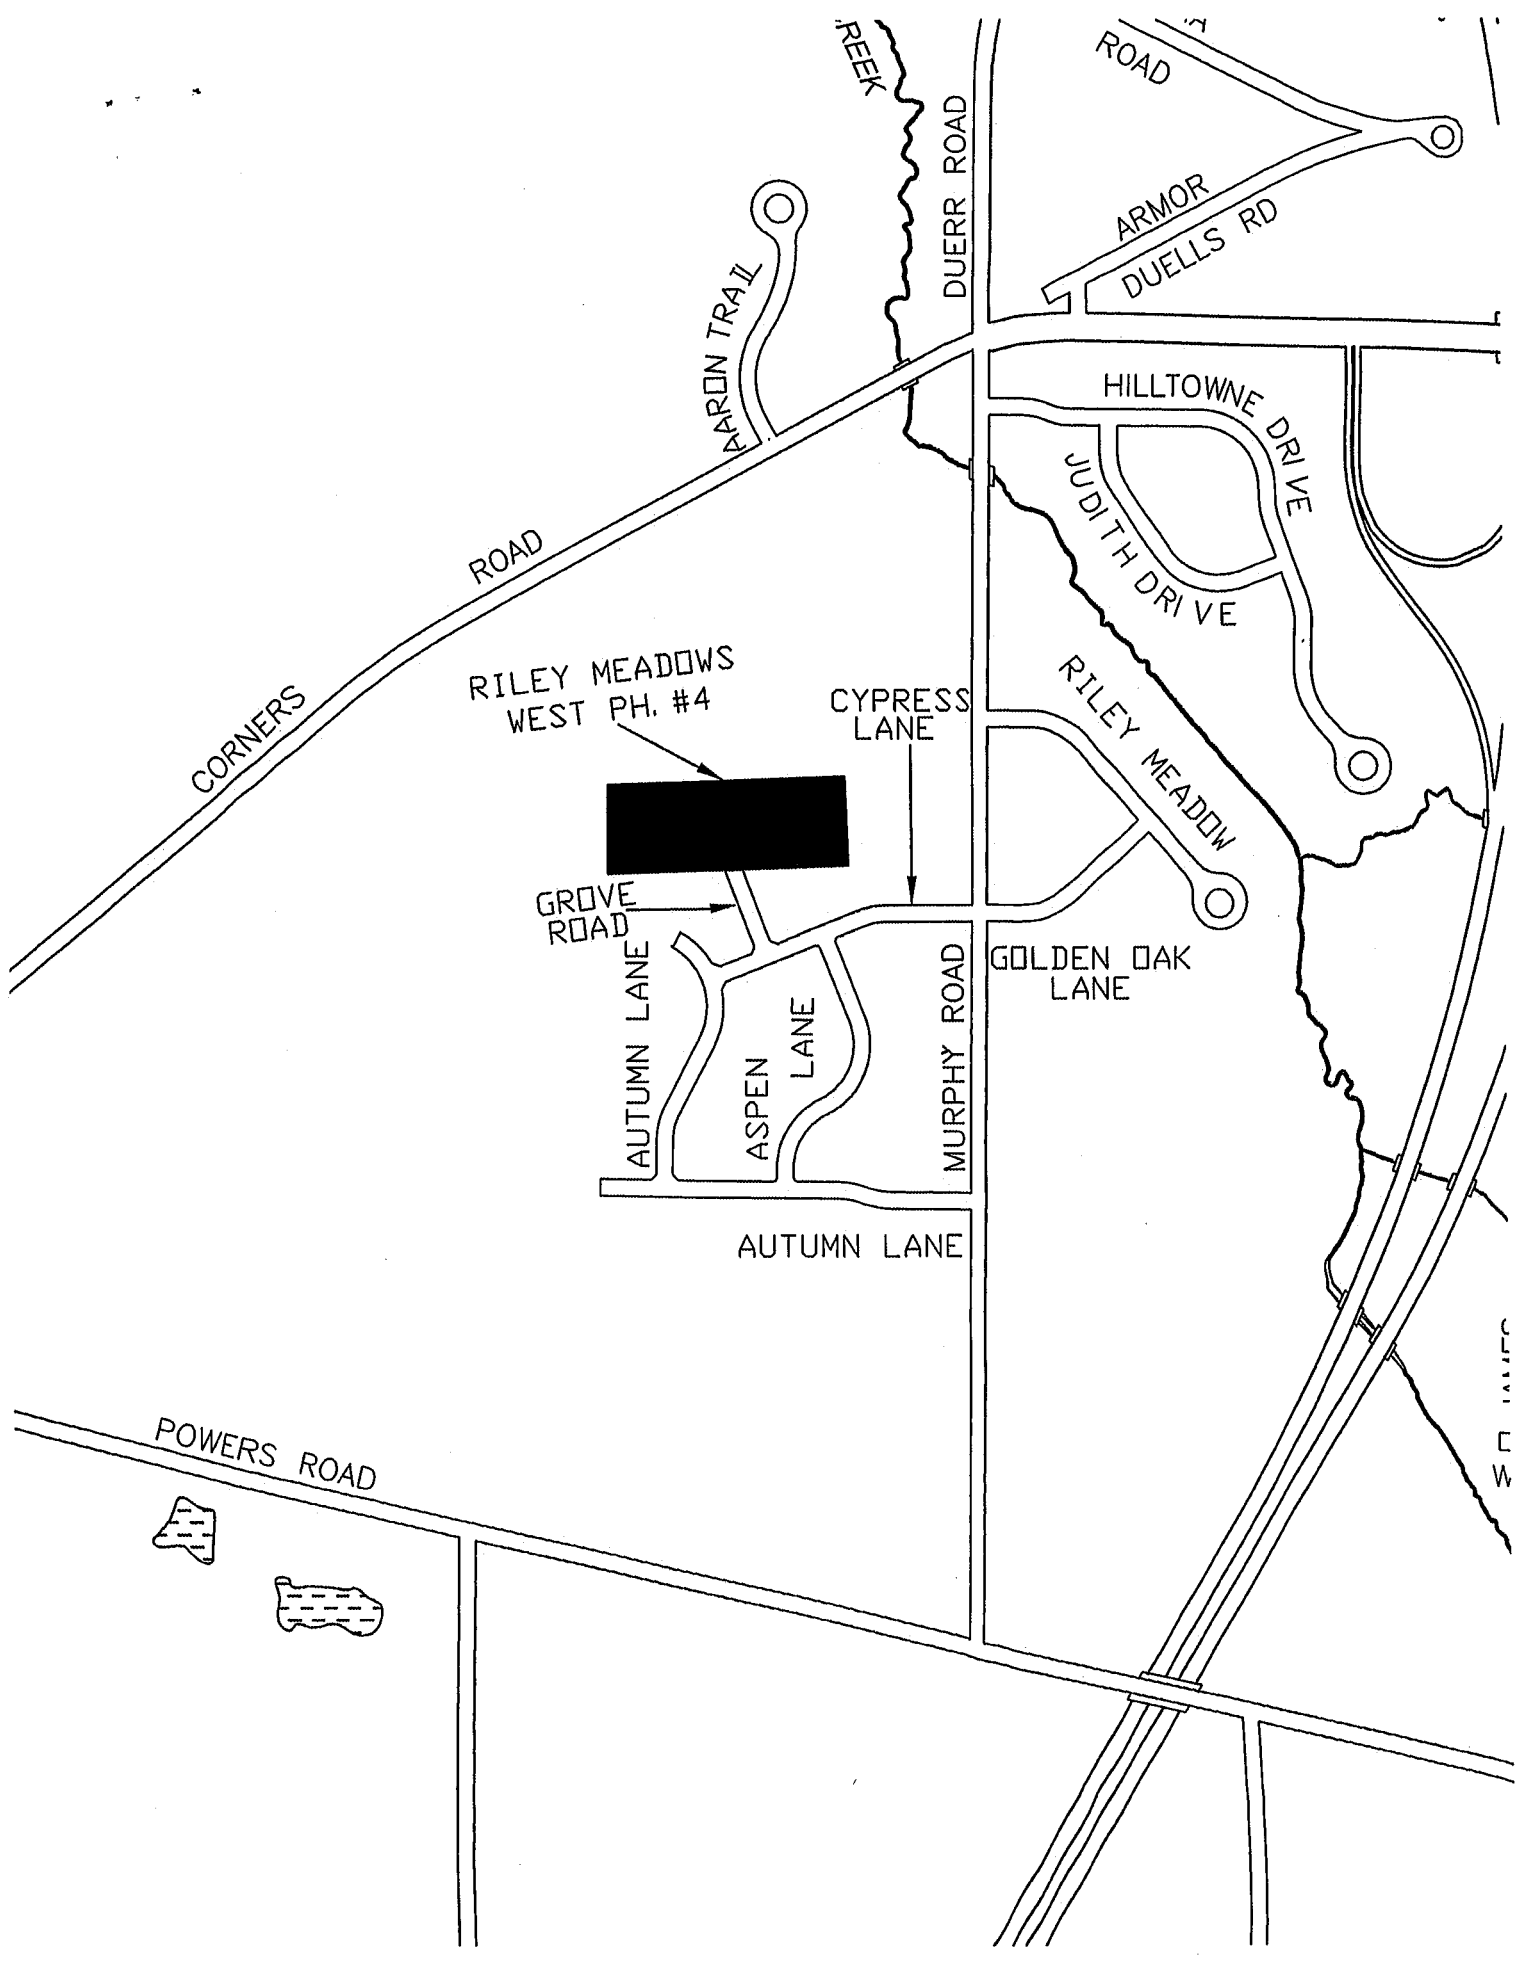 REEK
ROAD
DUERR ROAD
ARMOR
DUELLS RD
AARON TRAIL
HILLTOWNE DRIVE
JUDITH DRIVE
CORNERS ROAD
RILEY MEADOWS
WEST PH. #4
CYPRESS
LANE
RILEY MEADOW
GROVE
ROAD
AUTUMN LANE
ASPEN LANE
MURPHY ROAD
GOLDEN OAK
LANE
AUTUMN LANE
POWERS ROAD